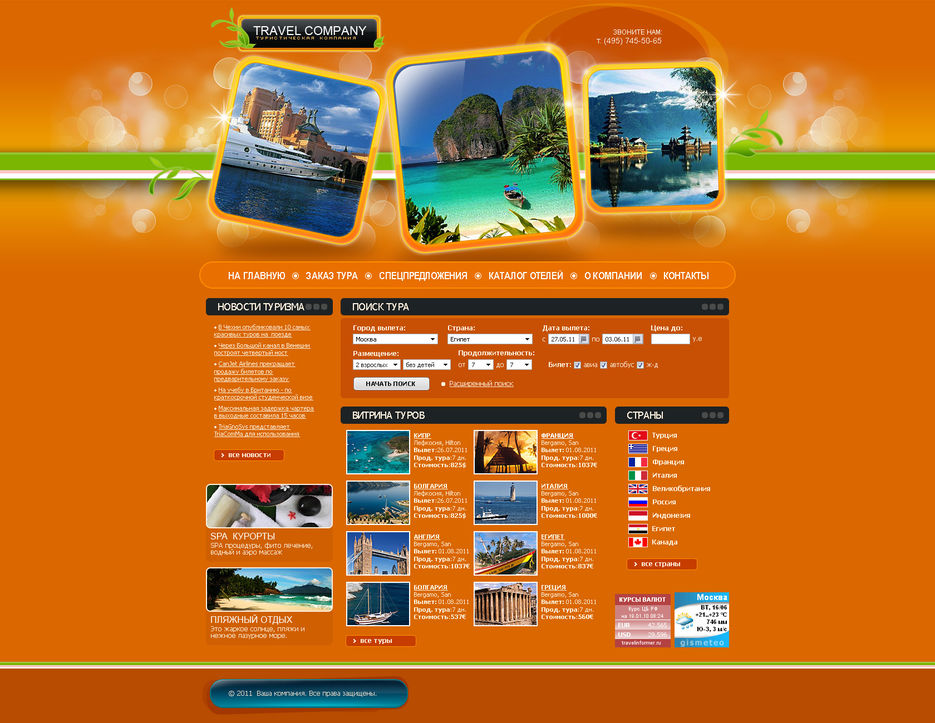 TRAVEL COMPANY
ТУРИСТИЧЕСКАЯ КОМПАНИЯ
ЗВОНИТЕ НАМ:
т. (495) 745-50-65
НА ГЛАВНУЮ
ЗАКАЗ ТУРА
СПЕЦПРЕДЛОЖЕНИЯ
КАТАЛОГ ОТЕЛЕЙ
О КОМПАНИИ
КОНТАКТЫ
НОВОСТИ ТУРИЗМА
В Чехии опубликовали 10 самых
красивых туров на поезде
Через Большой канал в Венеции
построят четвертый мост
CanJet Airlines прекращает
продажу билетов по
предварительному заказу
На учебу в Британию - по
краткосрочной студенческой визе
Максимальная задержка чартера
в выходные составила 15 часов
TriaGnoSys представляет
TriaComMa для использования
все новости
SPA КУРОРТЫ
SPA процедуры, фито лечение,
водный и аэро массаж
ПЛЯЖНЫЙ ОТДЫХ
Это жаркое солнце, пляжи и
нежное лазурное море.
ПОИСК ТУРА
Город вылета: Страна: Дата вылета: Цена до:
Москва Египет с 27.05.11 по 03.06.11 у.е
Размещение: Продолжительность:
2 взрослых без детей от 7 до 7 Билет: авиа автобус ж-д
НАЧАТЬ ПОИСК Расширенный поиск
ВИТРИНА ТУРОВ
КИПР
Лефкосия, Hilton
Вылет:26.07.2011
Прод. тура:7 дн.
Стоимость:825$
ФРАНЦИЯ
Bergamo, San
Вылет: 01.08.2011
Прод. тура:7 дн.
Стоимость:1037€
БОЛГАРИЯ
Лефкосия, Hilton
Вылет:26.07.2011
Прод. тура:7 дн.
Стоимость:825$
ИТАЛИЯ
Bergamo, San
Вылет: 01.08.2011
Прод. тура:7 дн.
Стоимость:1000€
АНГЛИЯ
Bergamo, San
Вылет: 01.08.2011
Прод. тура:7 дн.
Стоимость:1037€
ЕГИПЕТ
Bergamo, San
Вылет: 01.08.2011
Прод. тура:7 дн.
Стоимость:837€
БОЛГАРИЯ
Bergamo, San
Вылет: 01.08.2011
Прод. тура:7 дн.
Стоимость:537€
ГРЕЦИЯ
Bergamo, San
Вылет: 01.08.2011
Прод. тура:7 дн.
Стоимость:560€
все туры
СТРАНЫ
Турция
Греция
Франция
Италия
Великобритания
Россия
Индонезия
Египет
Канада
все страны
КУРСЫ ВАЛЮТ
Курс ЦБ РФ
на 16.01.10 08:24
EUR 42.565
USD 29.596
travelinformer.ru
Москва
ВТ, 16.06
+21..+23 °C
746 мм
Ю-З, 3 м/с
gismeteo
© 2011 Ваша компания. Все права защищены.